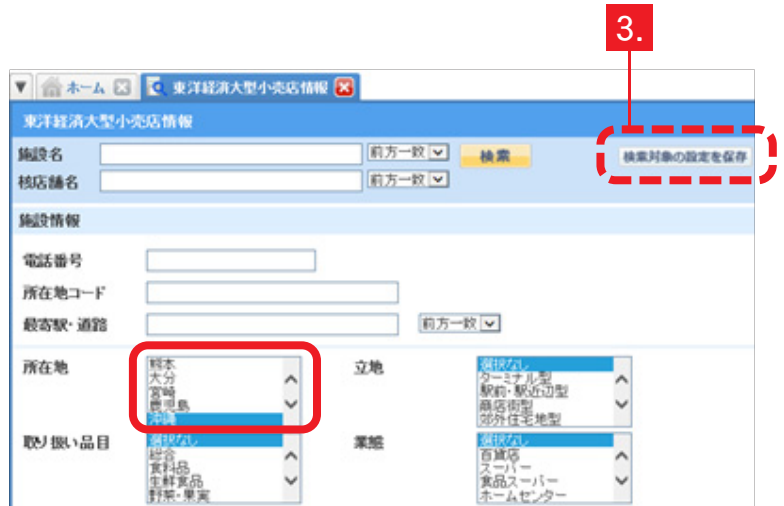 3.
▼ ホーム 東洋経済大型小売店情報
東洋経済大型小売店情報
施設名 前方一致 検索 検索対象の設定を保存
核店舗名 前方一致
施設情報
電話番号
所在地コード
最寄駅・道路 前方一致
所在地
熊本
大分
宮崎
鹿児島
沖縄
立地
選択なし
ターミナル型
駅前・駅近辺型
商店街型
郊外住宅地型
取り扱い品目
選択なし
総合
食料品
生鮮食品
野菜・果実
業態
選択なし
百貨店
スーパー
食品スーパー
ホームセンター